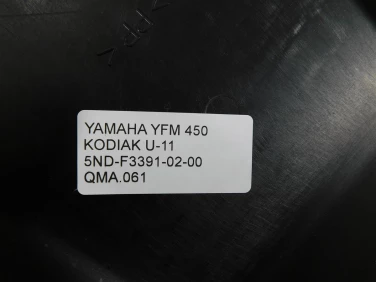 YAMAHA YFM 450
KODIAK U-11
5ND-F3391-02-00
QMA.061